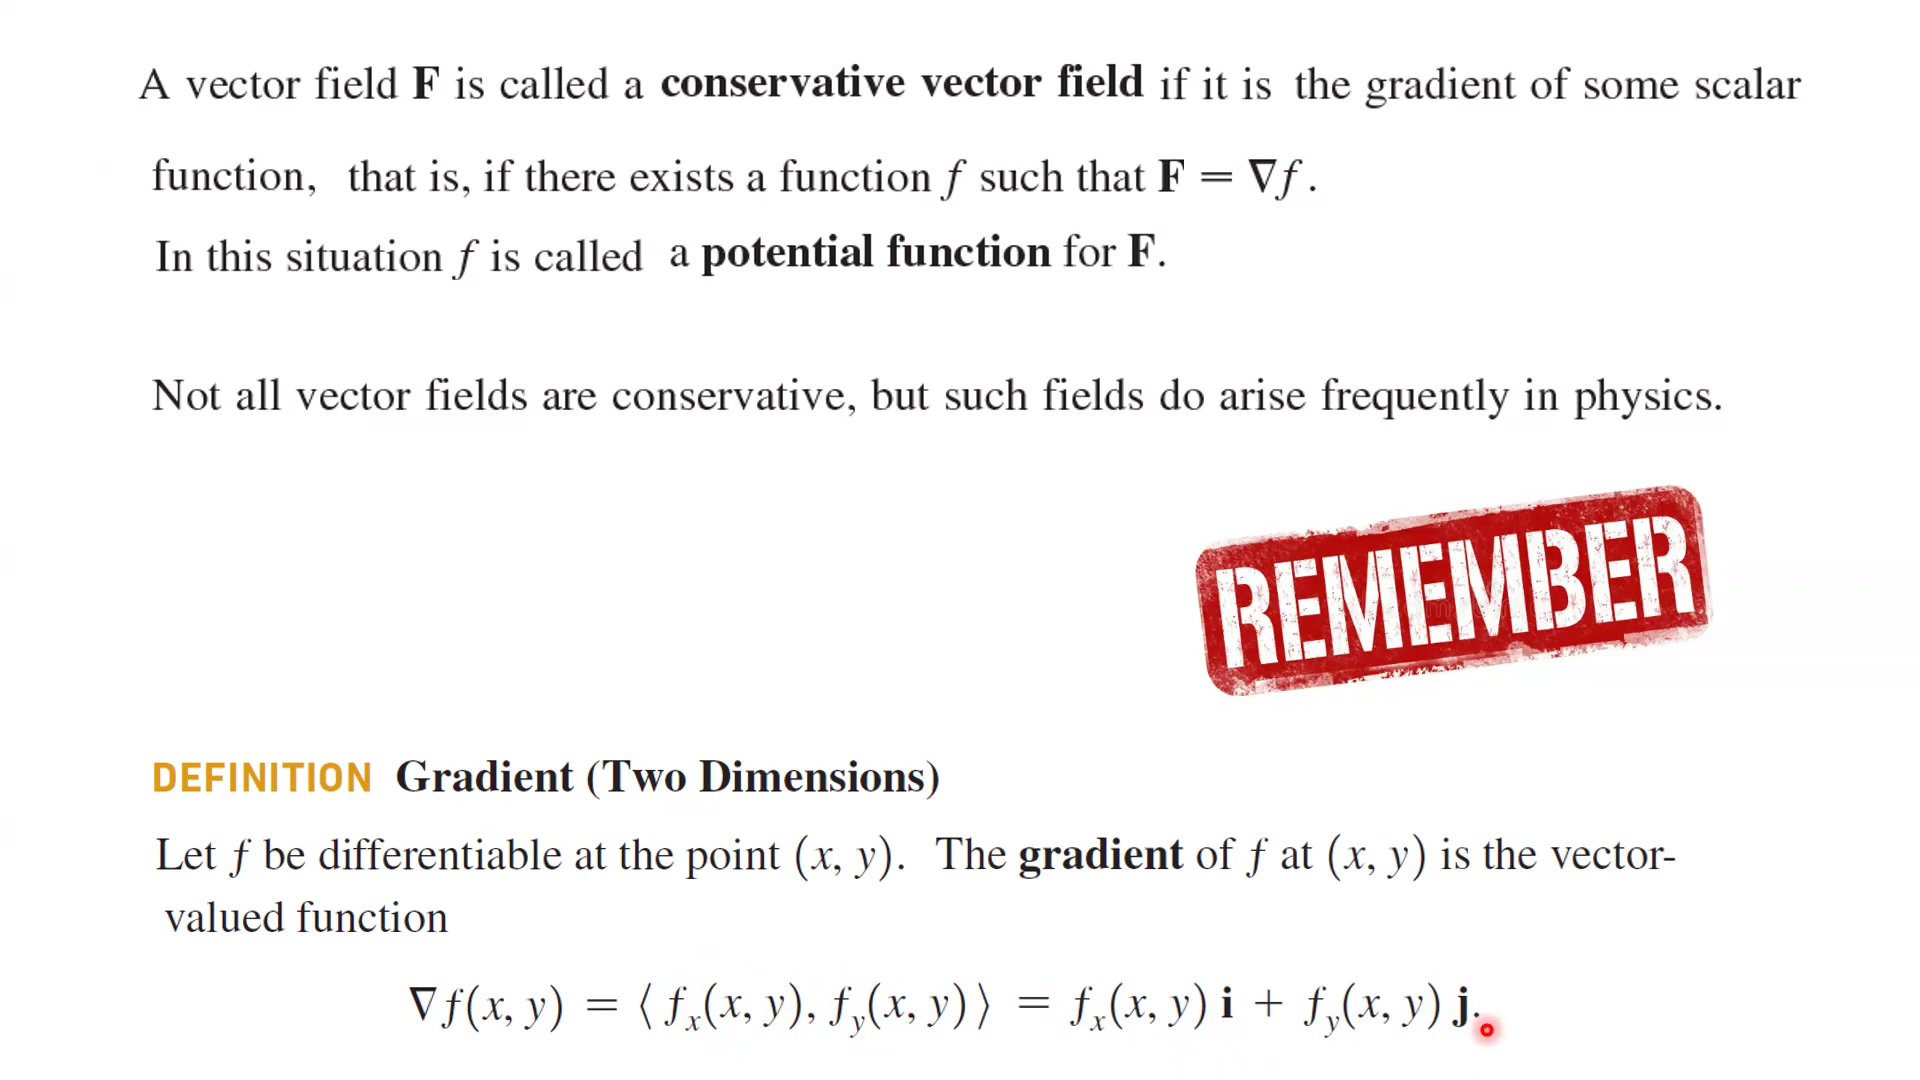 A vector field F is called a conservative vector field if it is the gradient of some scalar
function, that is, if there exists a function f such that F = ∇f.
In this situation f is called a potential function for F.
Not all vector fields are conservative, but such fields do arise frequently in physics.
REMEMBER
DEFINITION Gradient (Two Dimensions)
Let f be differentiable at the point (x, y). The gradient of f at (x, y) is the vector-
valued function
∇f(x, y) = ⟨ fₓ(x, y), f_y(x, y) ⟩ = fₓ(x, y) i + f_y(x, y) j.